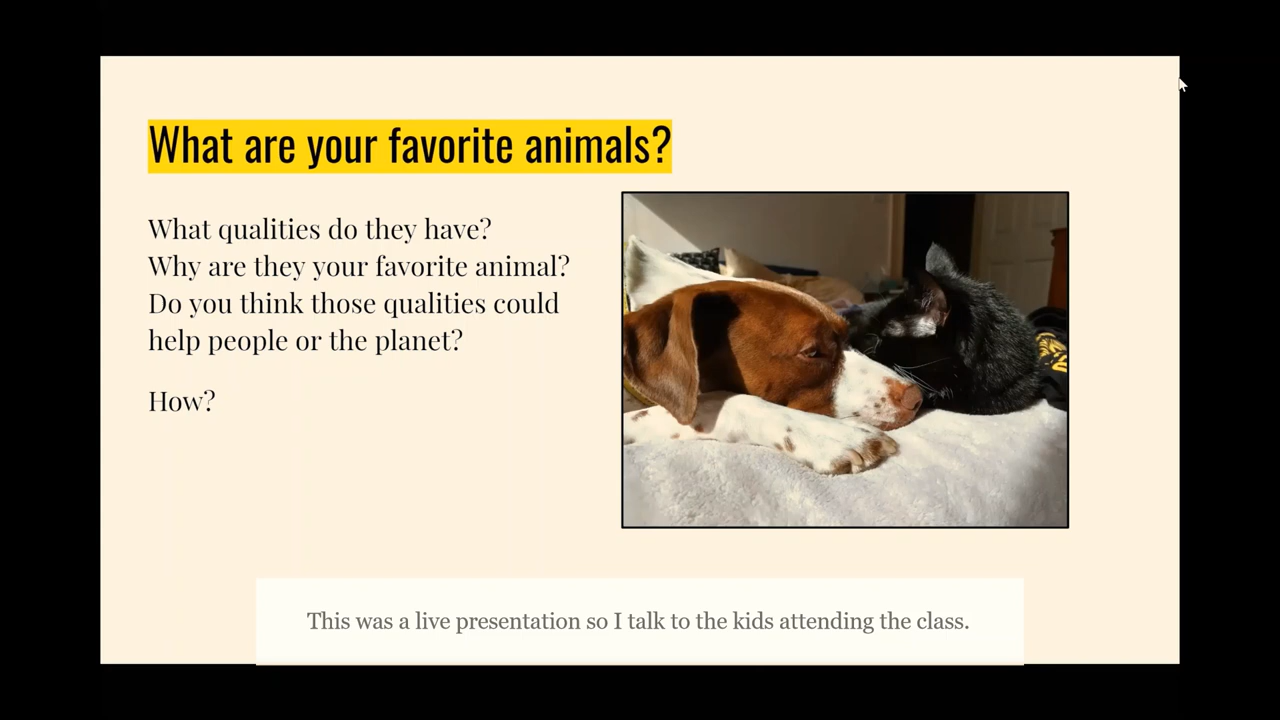 What are your favorite animals?
What qualities do they have?
Why are they your favorite animal?
Do you think those qualities could
help people or the planet?
How?
This was a live presentation so I talk to the kids attending the class.